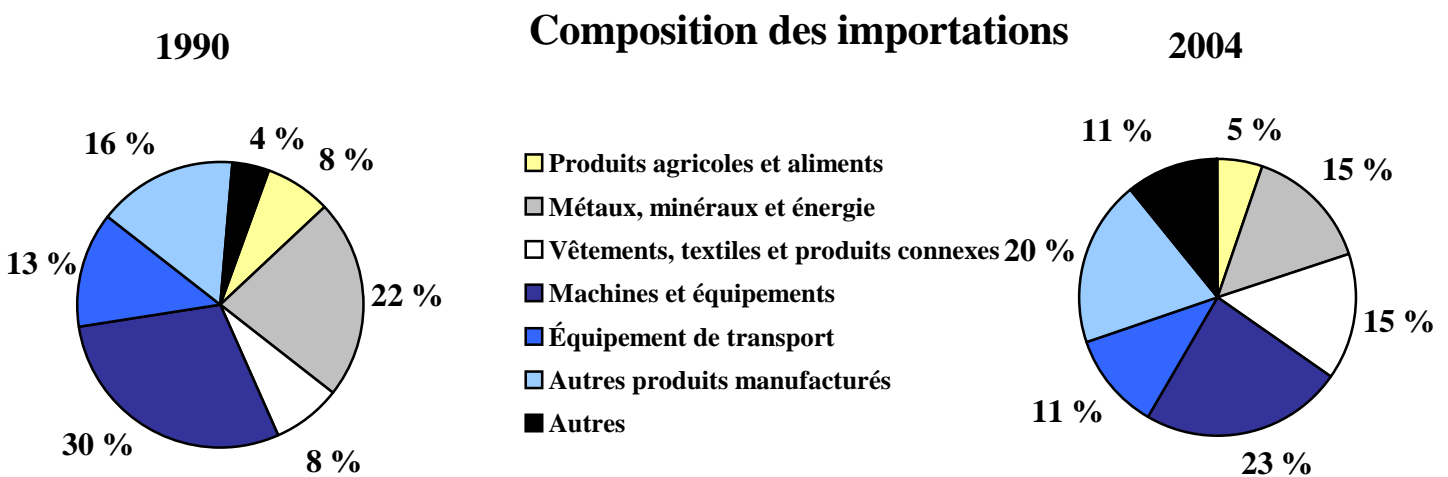 Composition des importations
1990
2004
16 %
4 %
8 %
13 %
22 %
30 %
8 %
Produits agricoles et aliments
Métaux, minéraux et énergie
Vêtements, textiles et produits connexes
Machines et équipements
Équipement de transport
Autres produits manufacturés
Autres
11 %
5 %
15 %
20 %
15 %
11 %
23 %